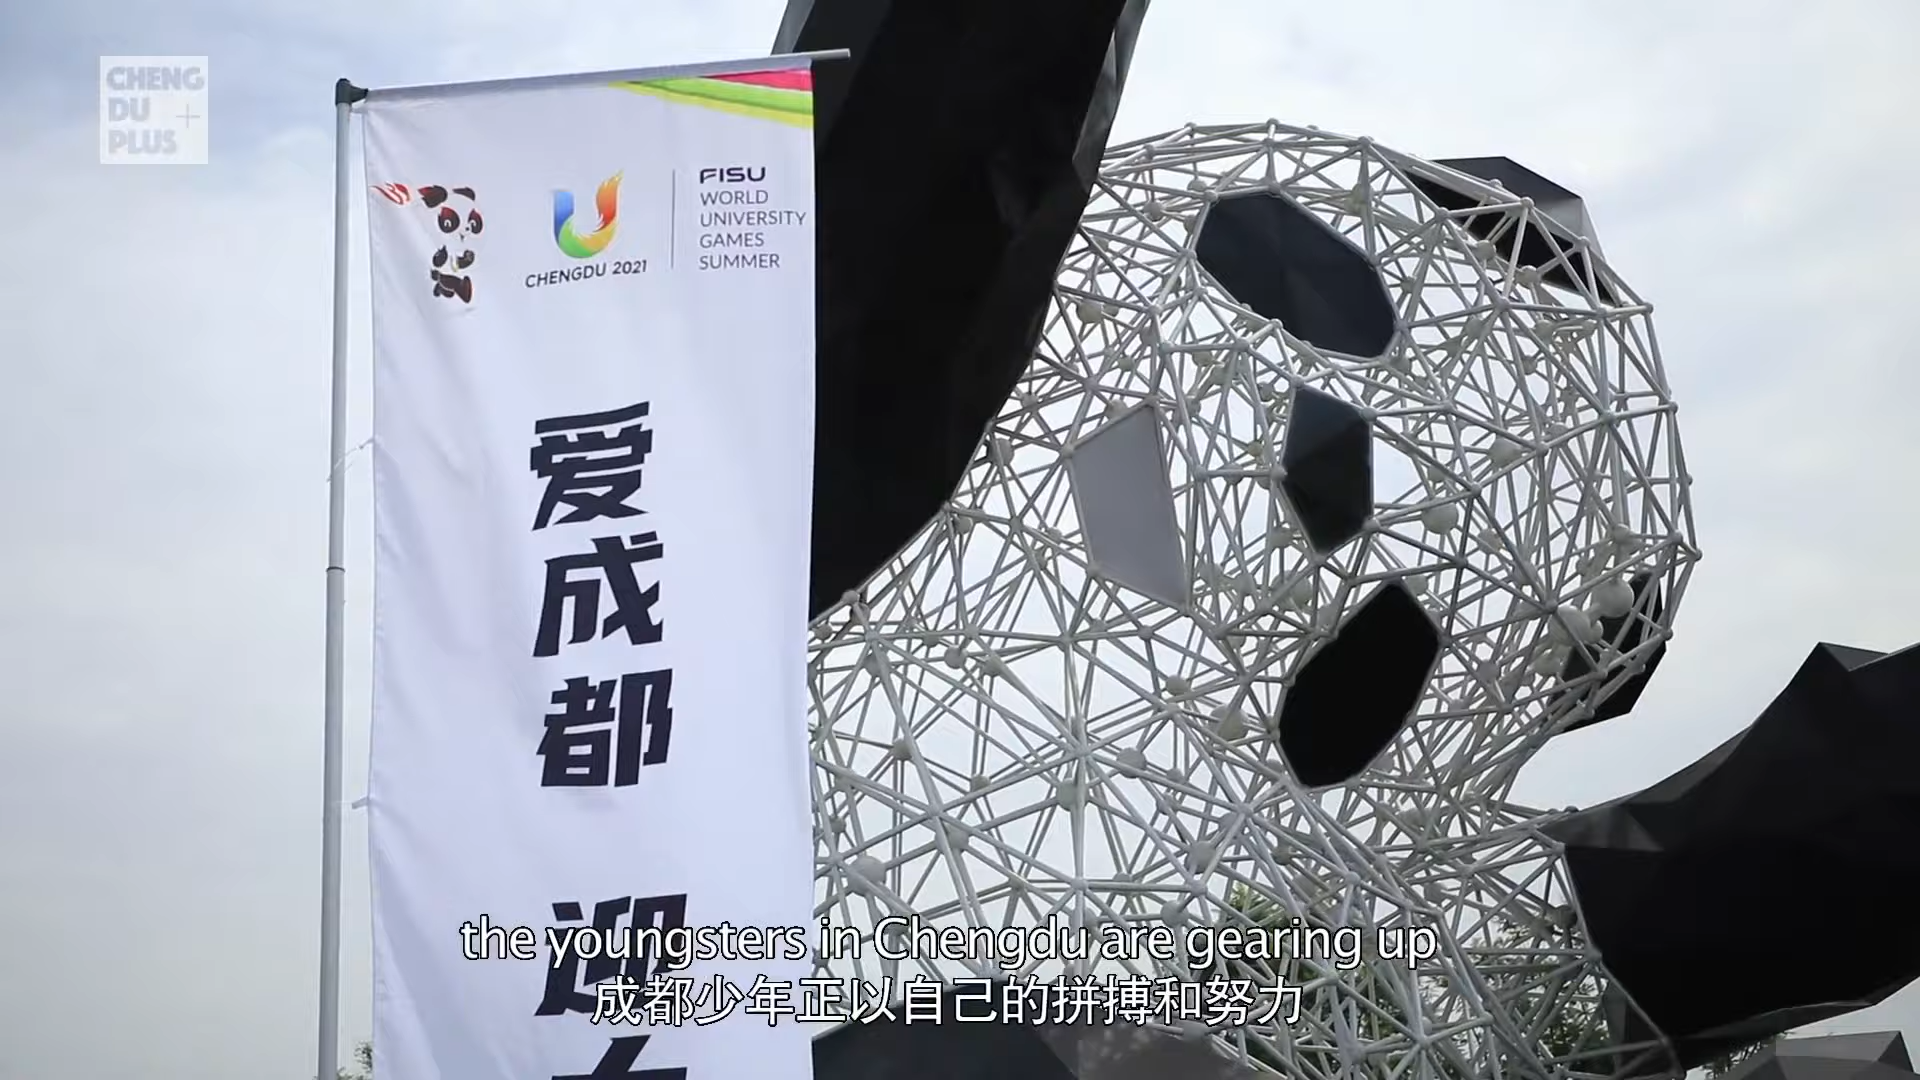 CHENG
DU
PLUS+
CHENGDU 2021
FISU
WORLD
UNIVERSITY
GAMES
SUMMER
爱成都
迎
the youngsters in Chengdu are gearing up
成都少年正以自己的拼搏和努力